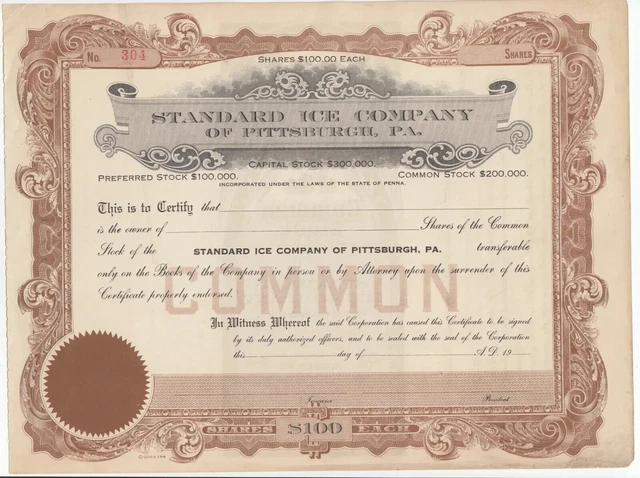 No. 304
SHARES $100.00 EACH
SHARES
STANDARD ICE COMPANY
OF PITTSBURGH, PA.
CAPITAL STOCK $300,000.
PREFERRED STOCK $100,000. COMMON STOCK $200,000.
INCORPORATED UNDER THE LAWS OF THE STATE OF PENNA.
This is to Certify that
is the owner of Shares of the Common
Stock of the STANDARD ICE COMPANY OF PITTSBURGH, PA. transferable
only on the Books of the Company in person or by Attorney upon the surrender of this
Certificate properly endorsed.
COMMON
In Witness Whereof the said Corporation has caused this Certificate to be signed
by its duly authorized officers, and to be sealed with the seal of the Corporation
this day of A.D. 19
Treasurer President
SHARES $100 EACH